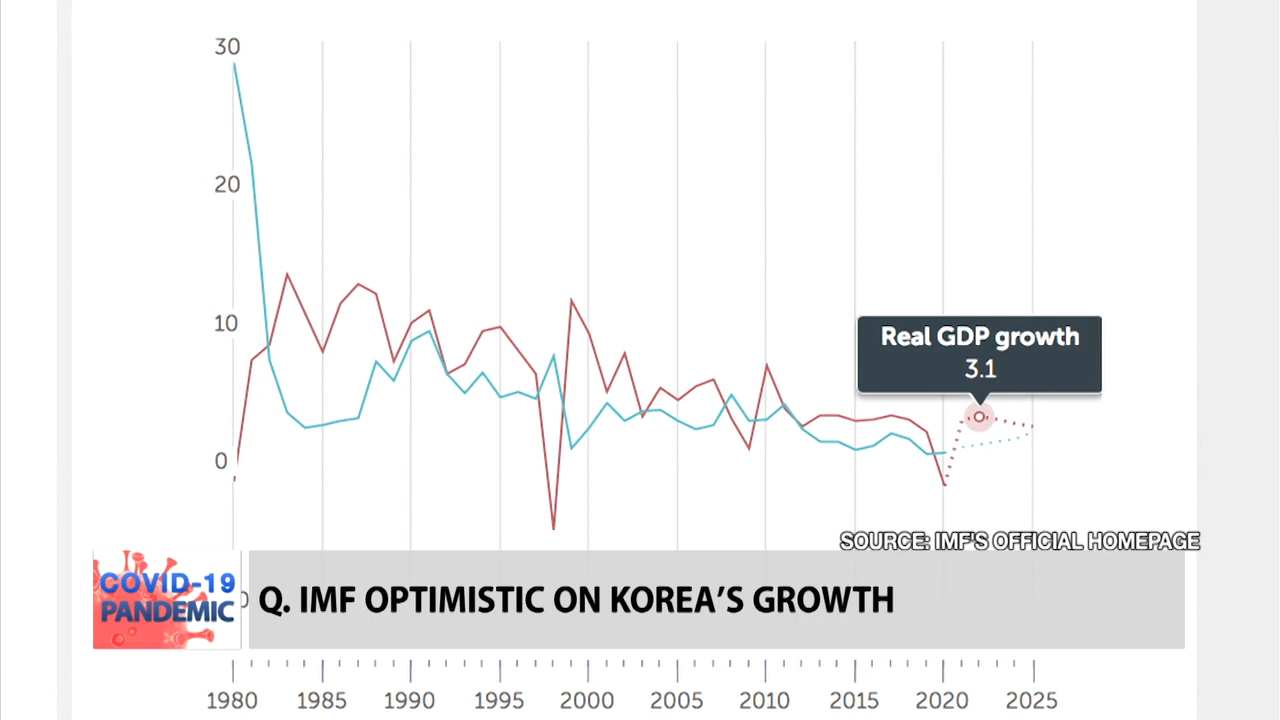 30
20
10
0
Real GDP growth
3.1
SOURCE: IMF'S OFFICIAL HOMEPAGE
COVID-19
PANDEMIC
0
Q. IMF OPTIMISTIC ON KOREA'S GROWTH
1980 1985 1990 1995 2000 2005 2010 2015 2020 2025